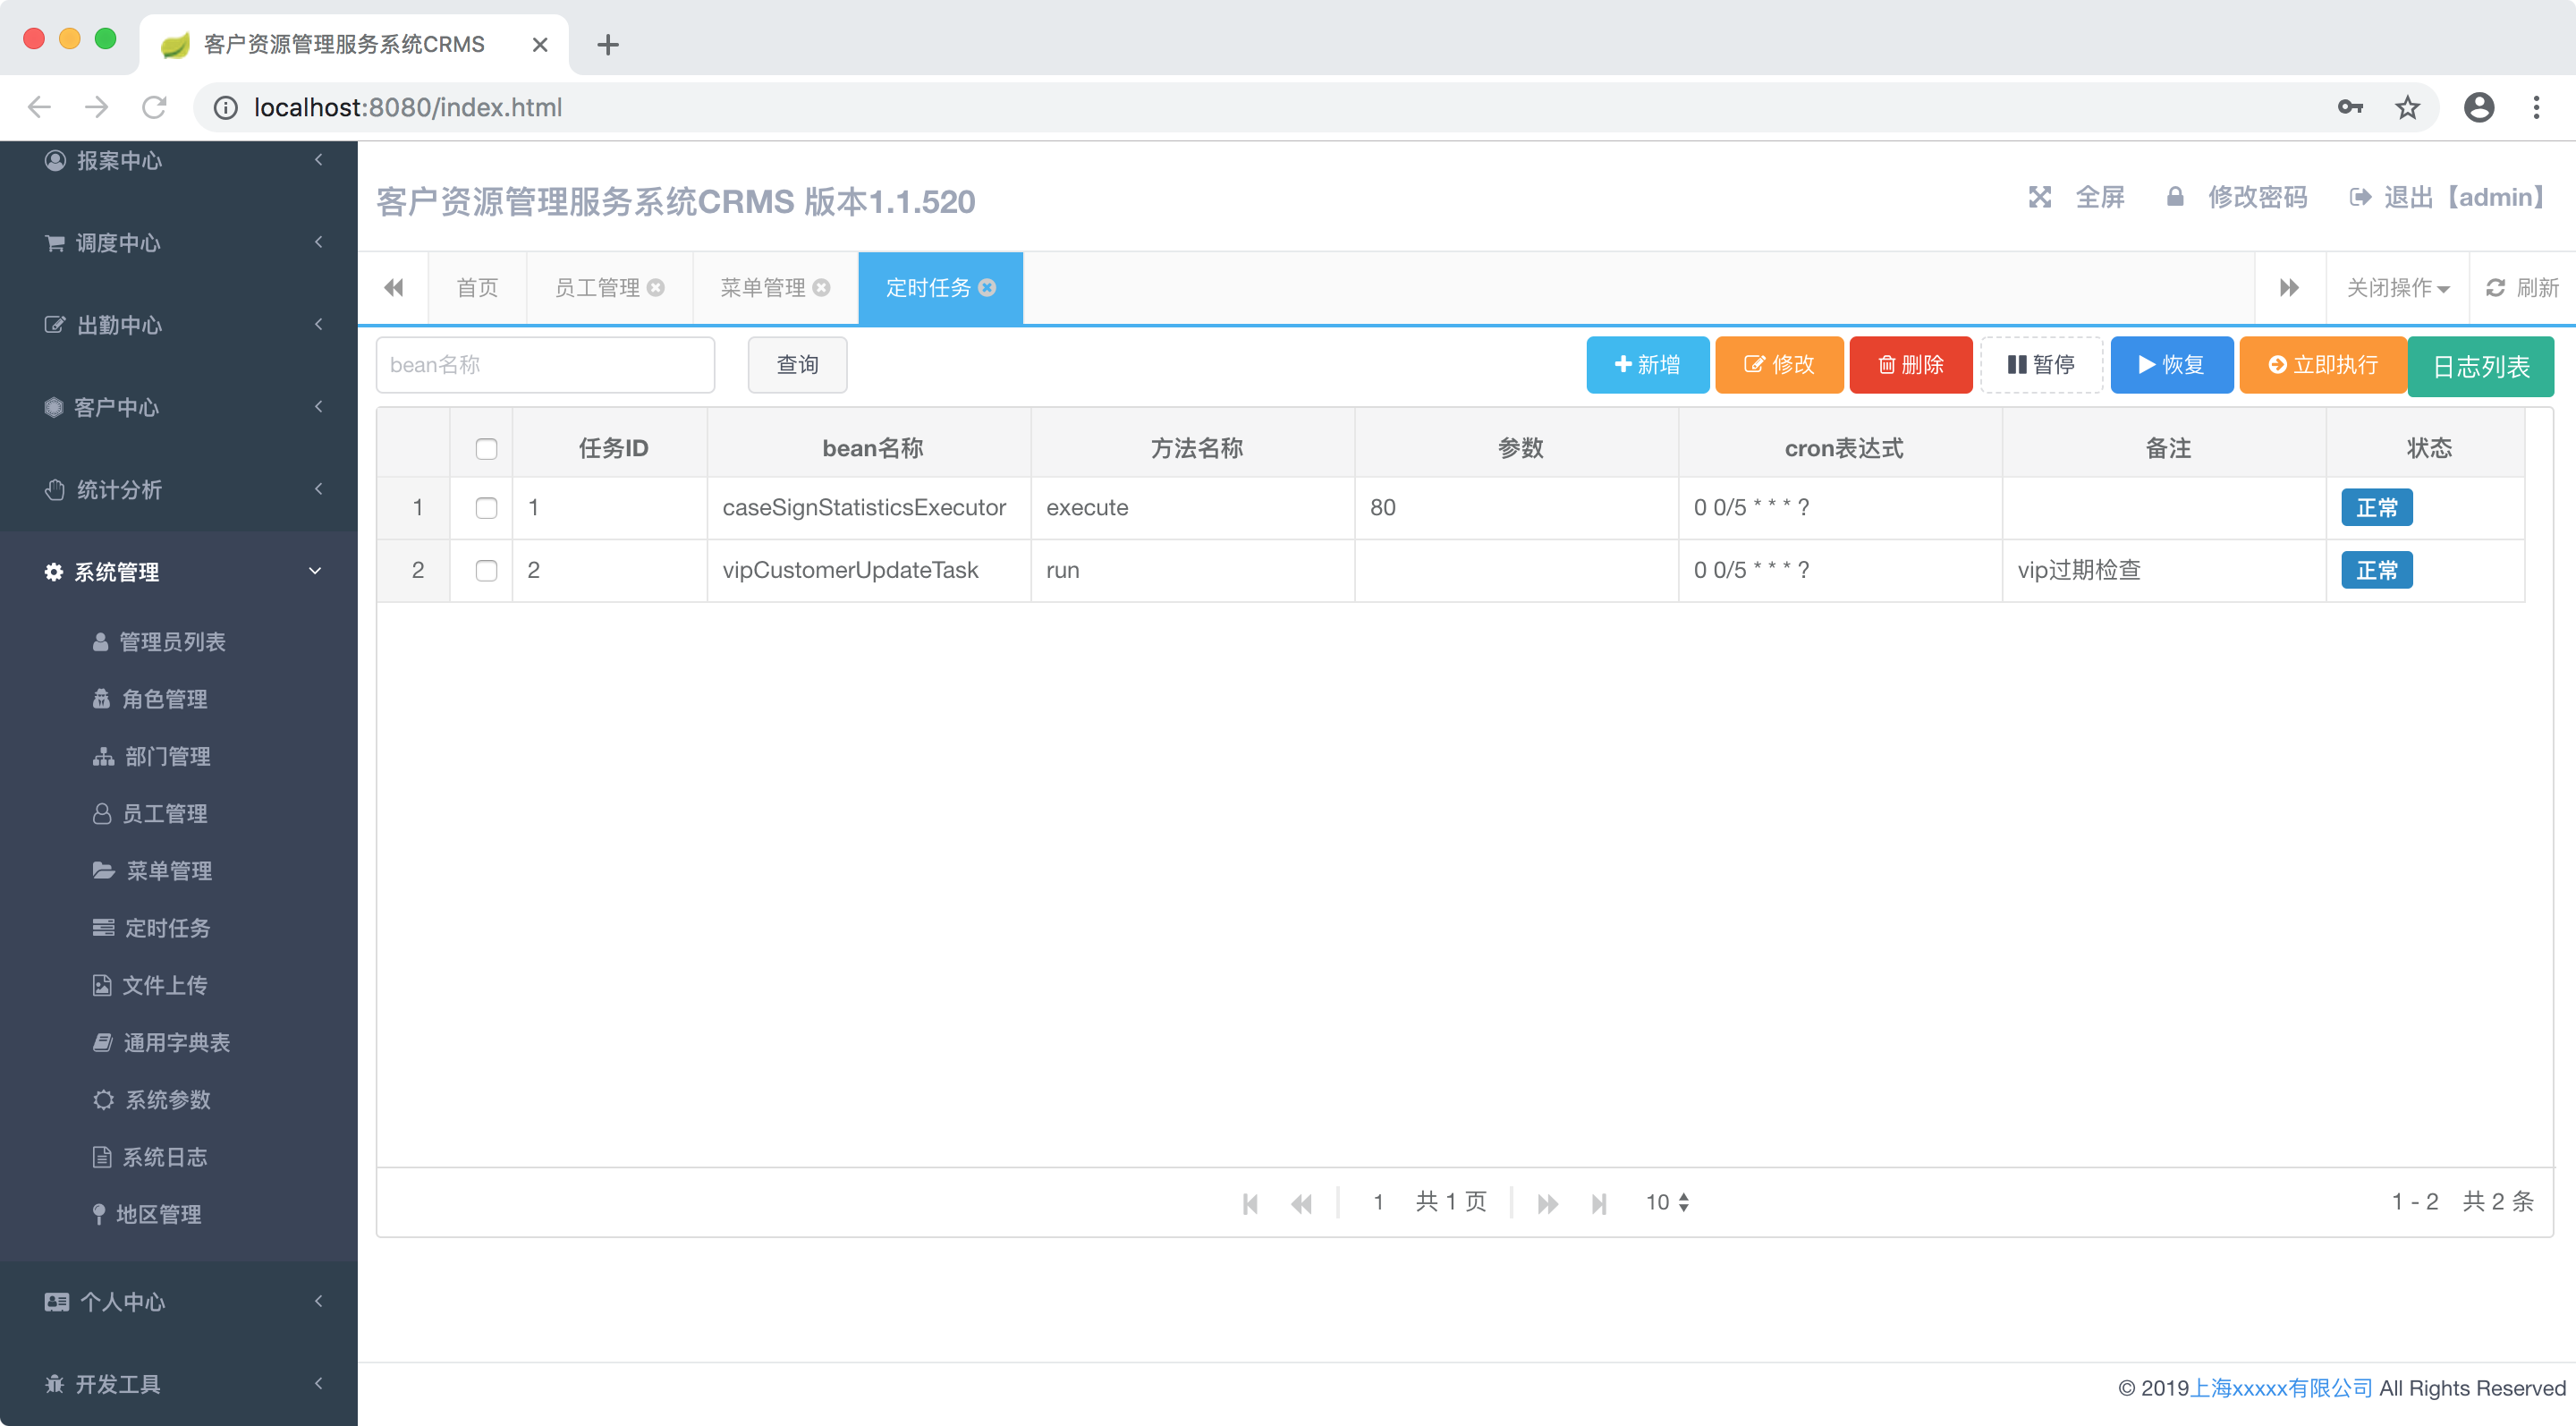 客户资源管理服务系统CRMS
localhost:8080/index.html
报案中心
调度中心
出勤中心
客户中心
统计分析
系统管理
管理员列表
角色管理
部门管理
员工管理
菜单管理
定时任务
文件上传
通用字典表
系统参数
系统日志
地区管理
个人中心
开发工具
客户资源管理服务系统CRMS 版本1.1.520
全屏 修改密码 退出【admin】
首页 员工管理 菜单管理 定时任务 关闭操作 刷新
bean名称 查询 新增 修改 删除 暂停 恢复 立即执行 日志列表
任务ID bean名称 方法名称 参数 cron表达式 备注 状态
1 1 caseSignStatisticsExecutor execute 80 0 0/5 * * * ? 正常
2 2 vipCustomerUpdateTask run 0 0/5 * * * ? vip过期检查 正常
1 共 1 页 10 1 - 2 共 2 条
© 2019上海xxxxx有限公司 All Rights Reserved